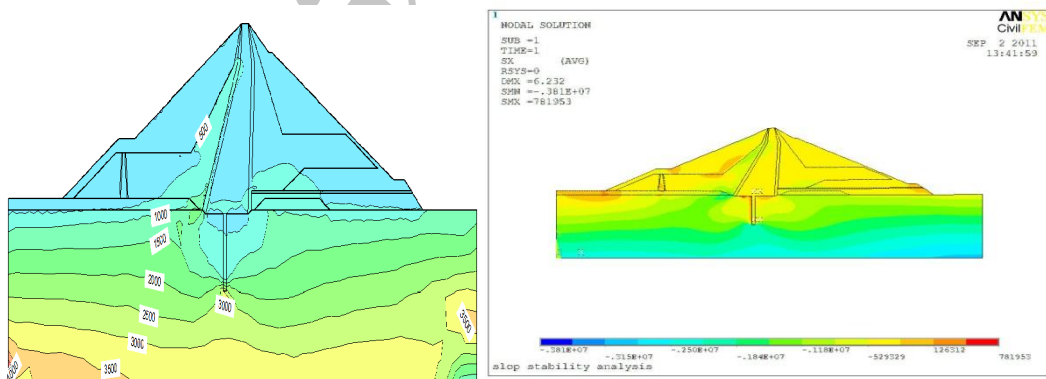 500
1000
1500
2000
2500
3000
3000
3500
3500
1
NODAL SOLUTION
SUB =1
TIME=1
SX (AVG)
RSYS=0
DMX =6.232
SMN =-.381E+07
SMX =781953
ANSYS
CivilFEM
SEP 2 2011
13:41:59
-.381E+07
-.315E+07
-.250E+07
-.184E+07
-.118E+07
-529329
126312
781953
slop stability analysis